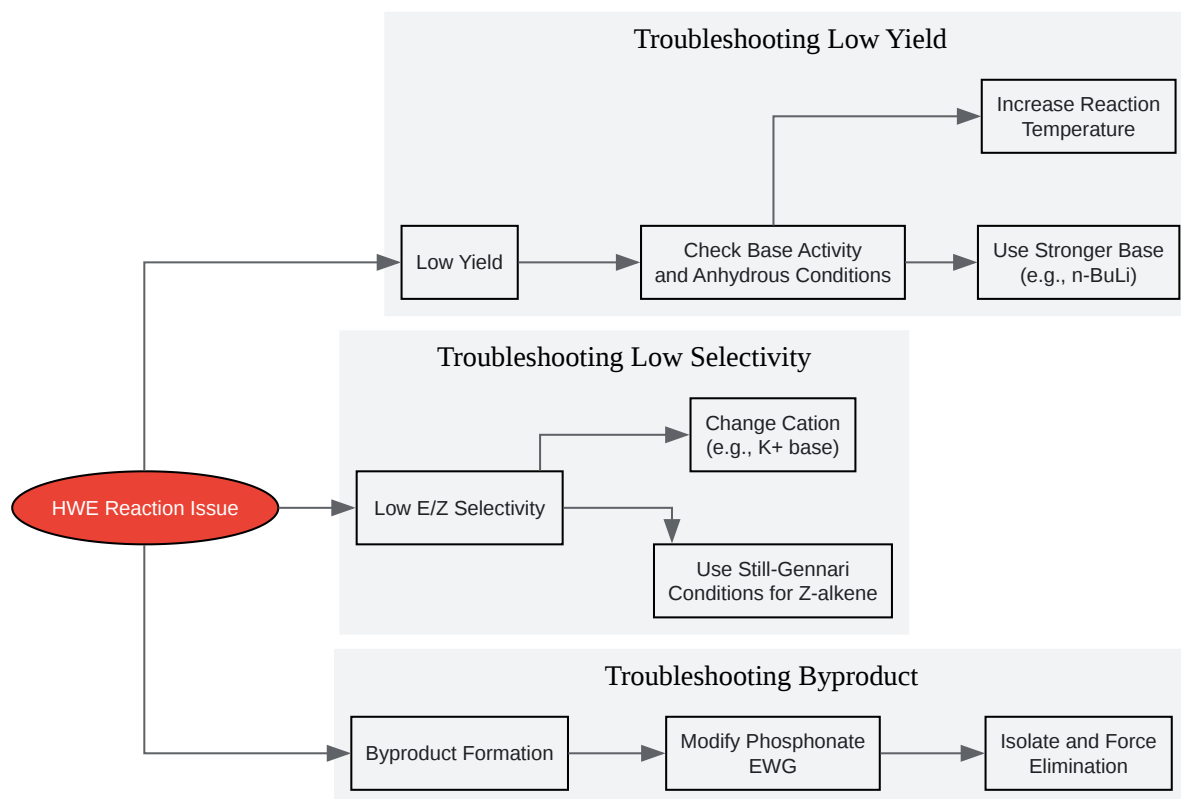 Troubleshooting Low Yield
Increase Reaction
Temperature
Low Yield
Check Base Activity
and Anhydrous Conditions
Use Stronger Base
(e.g., n-BuLi)
Troubleshooting Low Selectivity
Change Cation
(e.g., K+ base)
HWE Reaction Issue
Low E/Z Selectivity
Use Still-Gennari
Conditions for Z-alkene
Troubleshooting Byproduct
Byproduct Formation
Modify Phosphonate
EWG
Isolate and Force
Elimination